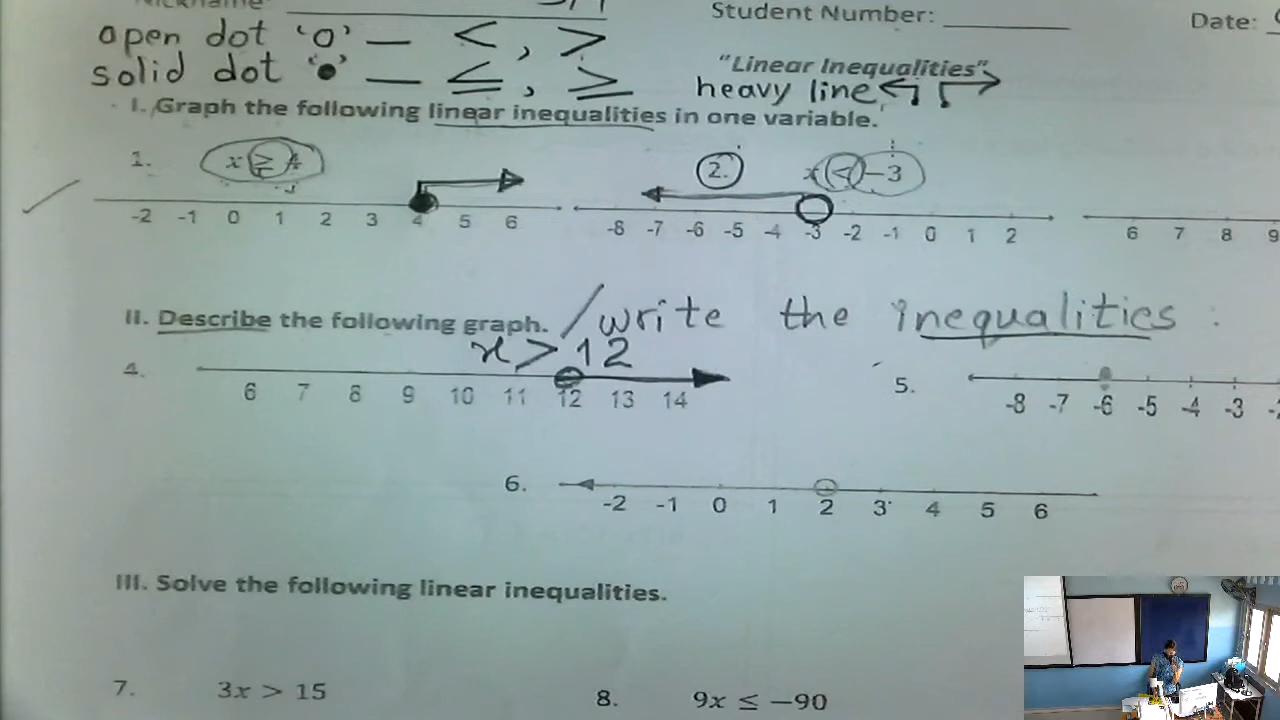 Student Number:
Date:
open dot 'o' — <, >
solid dot '•' — ≤, ≥
"Linear Inequalities"
heavy line
I. Graph the following linear inequalities in one variable.
1. x ≥ 4
2. x < -3
-2 -1 0 1 2 3 4 5 6
-8 -7 -6 -5 -4 -3 -2 -1 0 1 2
6 7 8 9
II. Describe the following graph. / write the inequalities :
x > 12
4.
6 7 8 9 10 11 12 13 14
5.
-8 -7 -6 -5 -4 -3
6.
-2 -1 0 1 2 3 4 5 6
III. Solve the following linear inequalities.
7. 3x > 15
8. 9x ≤ −90